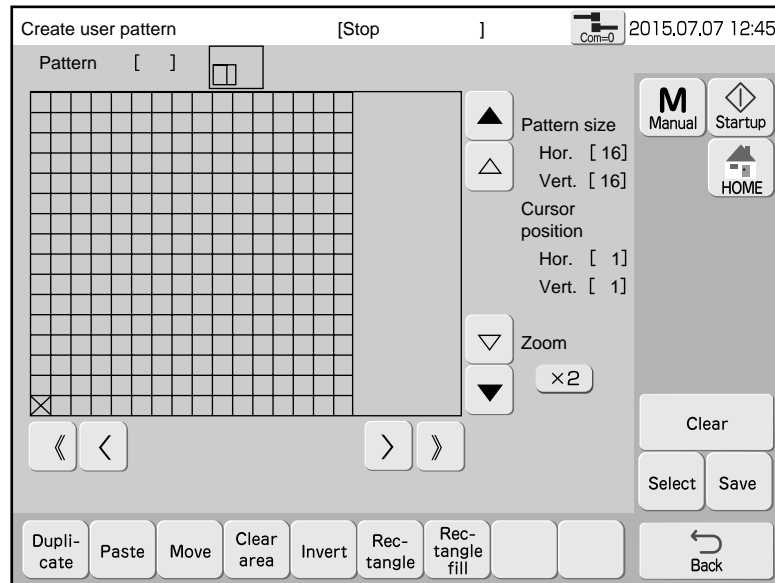 Create user pattern [Stop ] Com=0 2015.07.07 12:45
Pattern [ ]
M
Manual
Startup
HOME
Pattern size
Hor. [ 16]
Vert. [ 16]
Cursor
position
Hor. [ 1]
Vert. [ 1]
Zoom
×2
Clear
Select
Save
Dupli-
cate
Paste
Move
Clear
area
Invert
Rec-
tangle
Rec-
tangle
fill
Back